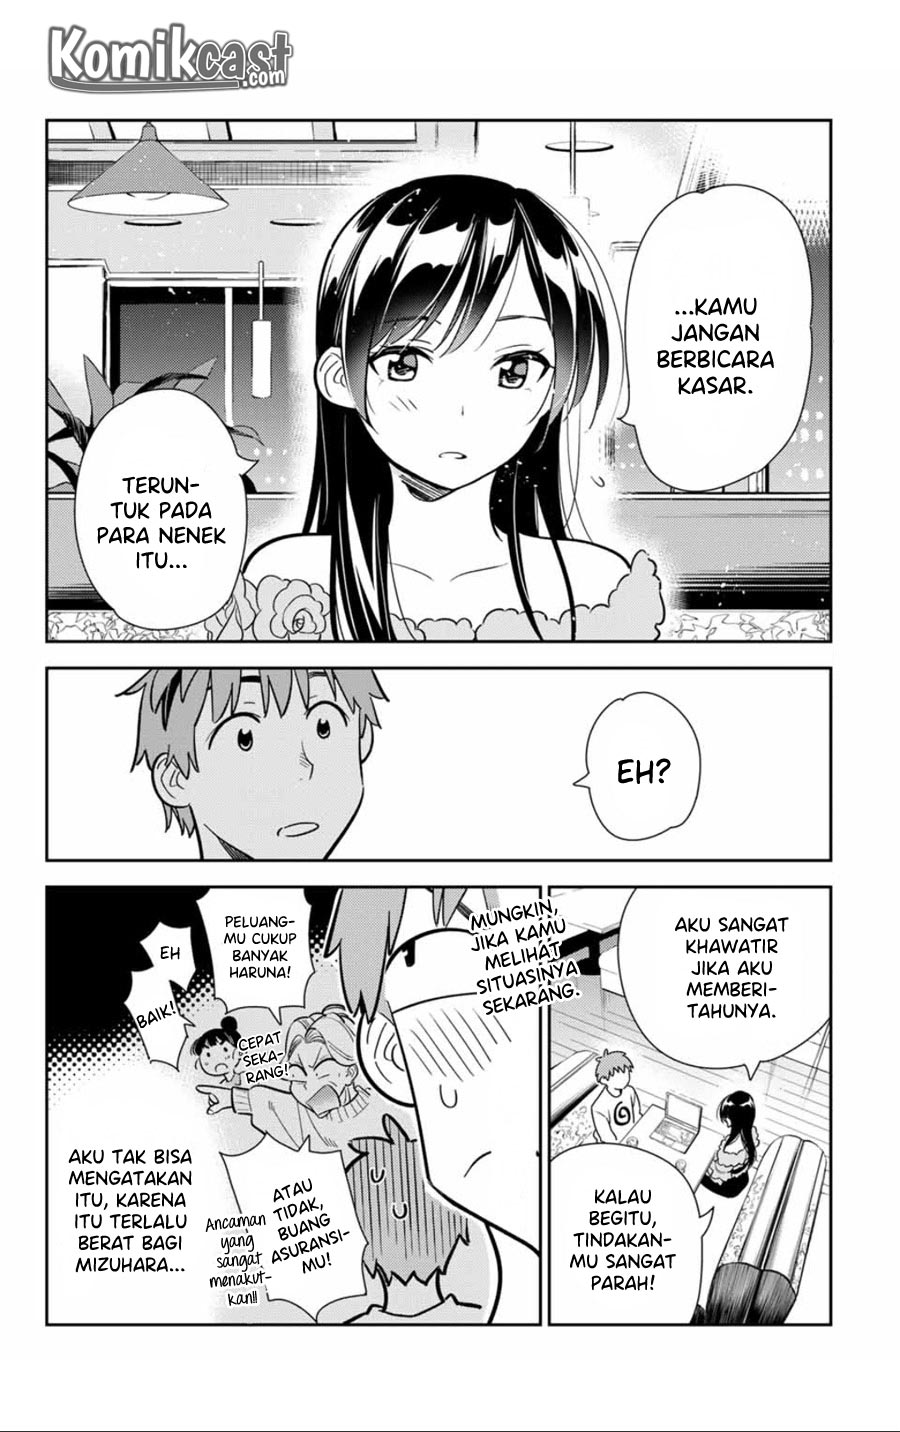 Komikcast
.com
...KAMU
JANGAN
BERBICARA
KASAR.
TERUN-
TUK PADA
PARA NENEK
ITU...
EH?
AKU SANGAT
KHAWATIR
JIKA AKU
MEMBERI-
TAHUNYA.
KALAU
BEGITU,
TINDAKAN-
MU SANGAT
PARAH!
MUNGKIN,
JIKA KAMU
MELIHAT
SITUASINYA
SEKARANG.
PELUANG-
MU CUKUP
BANYAK
HARUNA!
EH
BAIK!
CEPAT
SEKA-
RANG!
ATAU
TIDAK,
BUANG
ASURANSI-
MU!
Ancaman
yang
sangat
menakut-
kan!!
AKU TAK BISA
MENGATAKAN
ITU, KARENA
ITU TERLALU
BERAT BAGI
MIZUHARA...